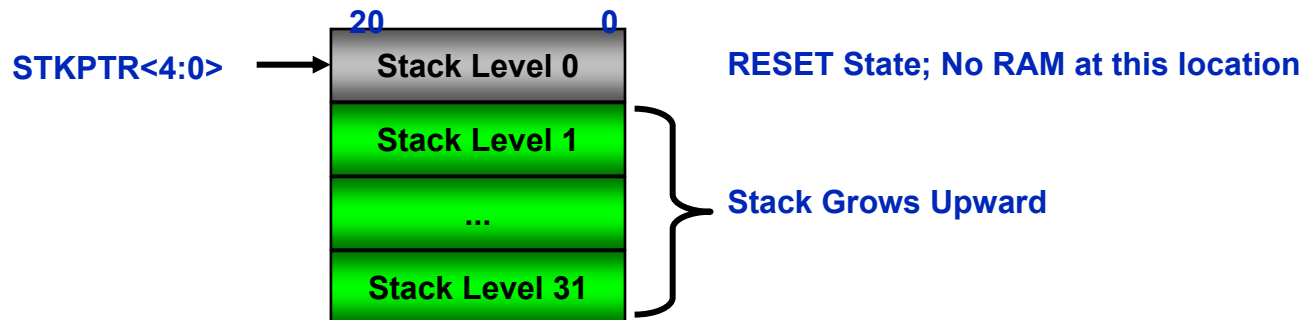 20 0
STKPTR<4:0>
Stack Level 0
RESET State; No RAM at this location
Stack Level 1
Stack Grows Upward
...
Stack Level 31